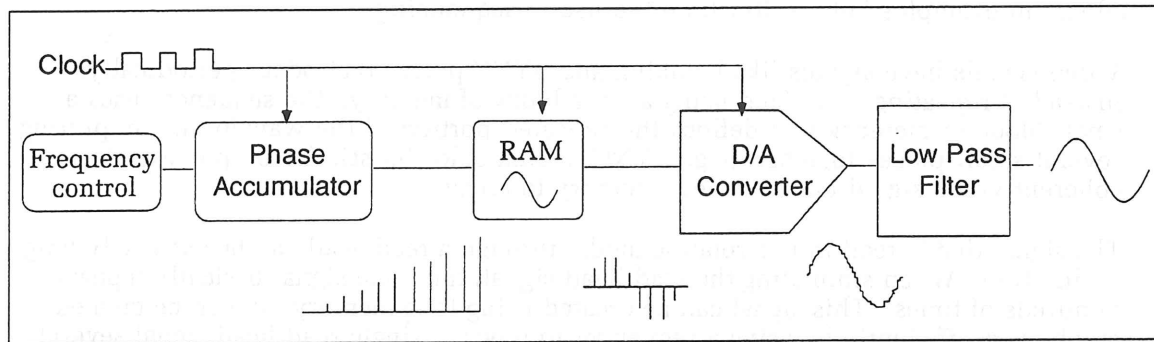 Clock
Frequency
control
Phase
Accumulator
RAM
D/A
Converter
Low Pass
Filter